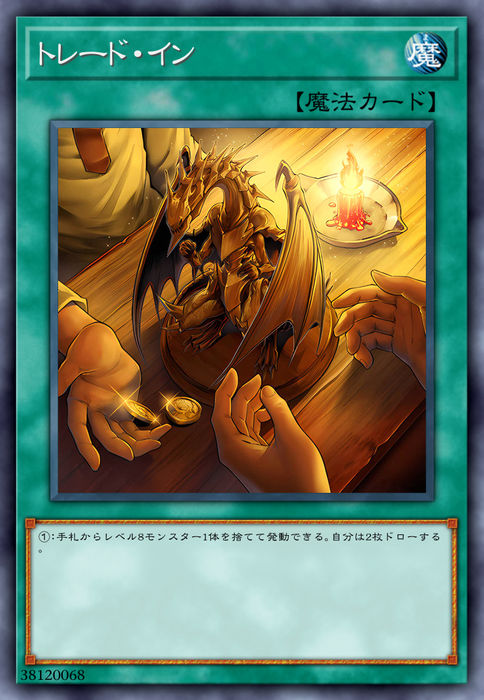 トレード・イン
魔
【魔法カード】
①:手札からレベル8モンスター1体を捨てて発動できる。自分は2枚ドローする
。
38120068